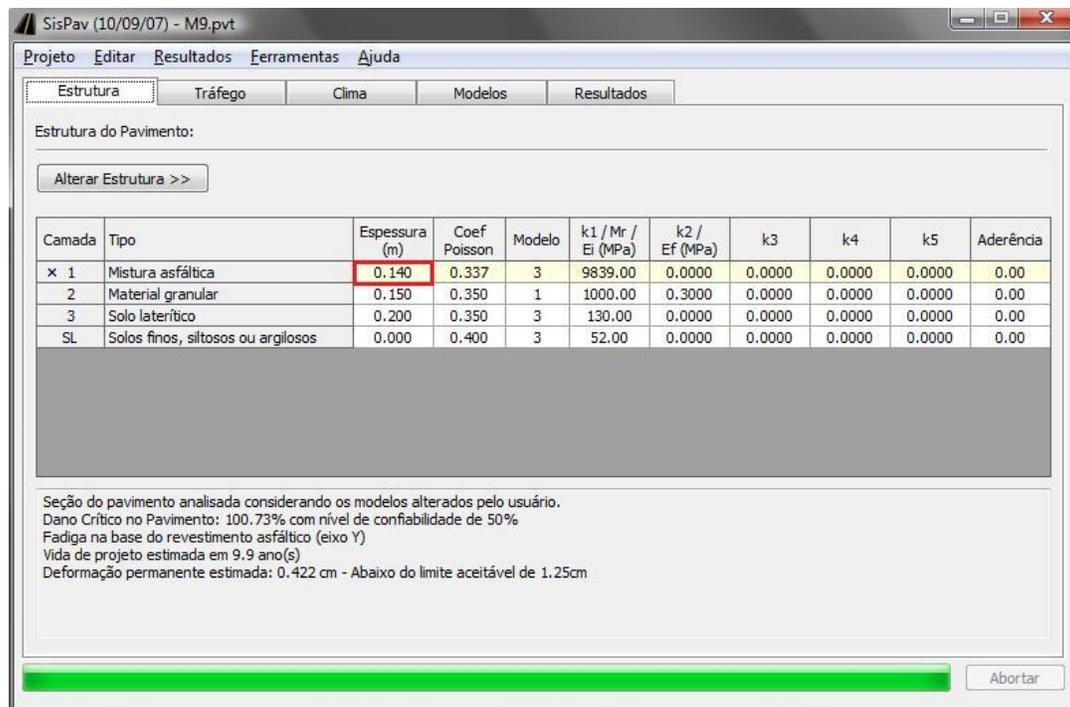 SisPav (10/09/07) - M9.pvt
Projeto Editar Resultados Ferramentas Ajuda
Estrutura Tráfego Clima Modelos Resultados
Estrutura do Pavimento:
Alterar Estrutura >>
Camada Tipo Espessura (m) Coef Poisson Modelo k1 / Mr / Ei (MPa) k2 / Ef (MPa) k3 k4 k5 Aderência
× 1 Mistura asfáltica 0.140 0.337 3 9839.00 0.0000 0.0000 0.0000 0.0000 0.00
2 Material granular 0.150 0.350 1 1000.00 0.3000 0.0000 0.0000 0.0000 0.00
3 Solo laterítico 0.200 0.350 3 130.00 0.0000 0.0000 0.0000 0.0000 0.00
SL Solos finos, siltosos ou argilosos 0.000 0.400 3 52.00 0.0000 0.0000 0.0000 0.0000 0.00
Seção do pavimento analisada considerando os modelos alterados pelo usuário.
Dano Crítico no Pavimento: 100.73% com nível de confiabilidade de 50%
Fadiga na base do revestimento asfáltico (eixo Y)
Vida de projeto estimada em 9.9 ano(s)
Deformação permanente estimada: 0.422 cm - Abaixo do limite aceitável de 1.25cm
Abortar